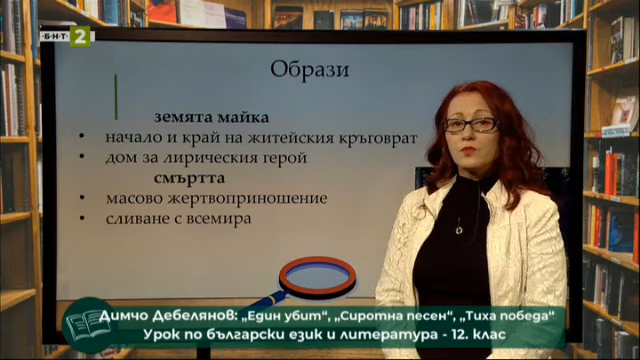 БНТ 2
Образи
земята майка
• начало и край на житейския кръговрат
• дом за лирическия герой
смъртта
• масово жертвоприношение
• сливане с всемира
Димчо Дебелянов: „Един убит“, „Сиротна песен“, „Тиха победа“
Урок по български език и литература - 12. клас